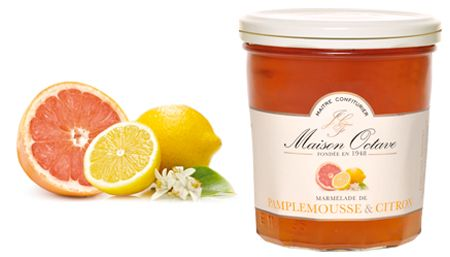 MAITRE CONFITURIER
Maison Octave
FONDÉE EN 1948
MARMELADE DE
PAMPLEMOUSSE & CITRON